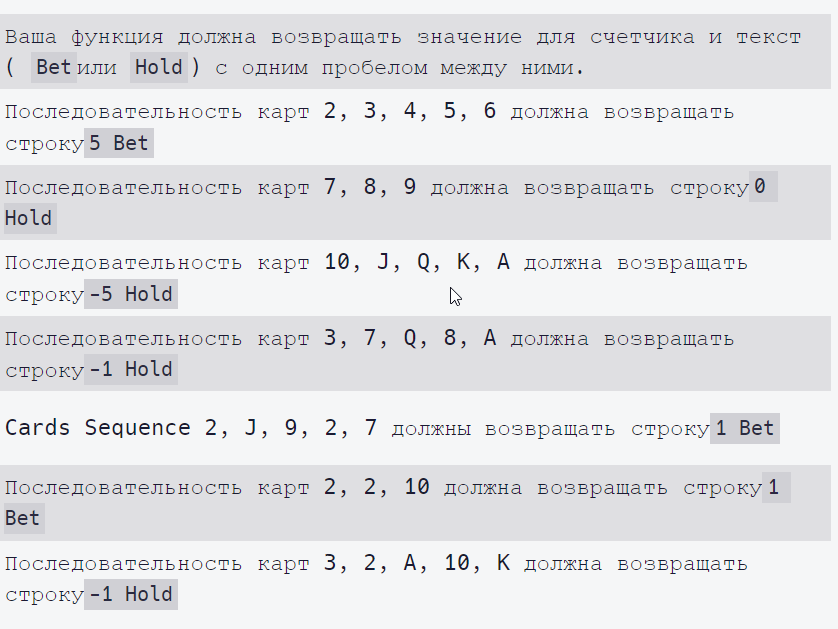 Ваша функция должна возвращать значение для счетчика и текст
( Bet или Hold ) с одним пробелом между ними.
Последовательность карт 2, 3, 4, 5, 6 должна возвращать
строку 5 Bet
Последовательность карт 7, 8, 9 должна возвращать строку 0
Hold
Последовательность карт 10, J, Q, K, A должна возвращать
строку -5 Hold
Последовательность карт 3, 7, Q, 8, A должна возвращать
строку -1 Hold
Cards Sequence 2, J, 9, 2, 7 должны возвращать строку 1 Bet
Последовательность карт 2, 2, 10 должна возвращать строку 1
Bet
Последовательность карт 3, 2, A, 10, K должна возвращать
строку -1 Hold